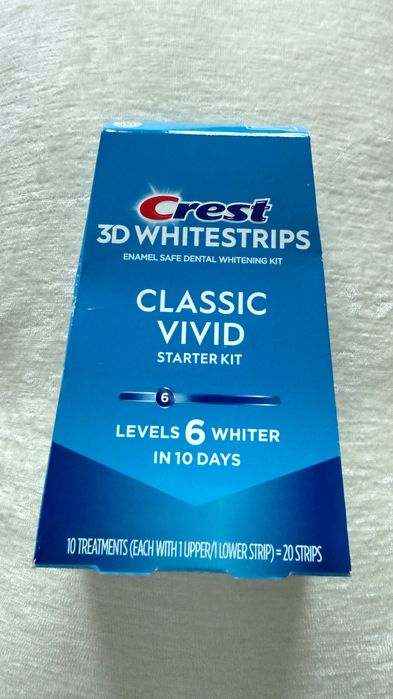 Crest
3D WHITESTRIPS
ENAMEL SAFE DENTAL WHITENING KIT
CLASSIC
VIVID
STARTER KIT
6
LEVELS 6 WHITER
IN 10 DAYS
10 TREATMENTS (EACH WITH 1 UPPER/1 LOWER STRIP) = 20 STRIPS